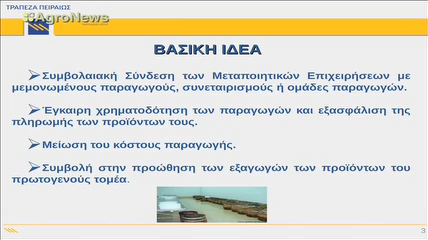 ΤΡΑΠΕΖΑ ΠΕΙΡΑΙΩΣ
AgroNews
ΒΑΣΙΚΗ ΙΔΕΑ
Συμβολαιακή Σύνδεση των Μεταποιητικών Επιχειρήσεων με
μεμονωμένους παραγωγούς, συνεταιρισμούς ή ομάδες παραγωγών.
Έγκαιρη χρηματοδότηση των παραγωγών και εξασφάλιση της
πληρωμής των προϊόντων τους.
Μείωση του κόστους παραγωγής.
Συμβολή στην προώθηση των εξαγωγών των προϊόντων του
πρωτογενούς τομέα.
3